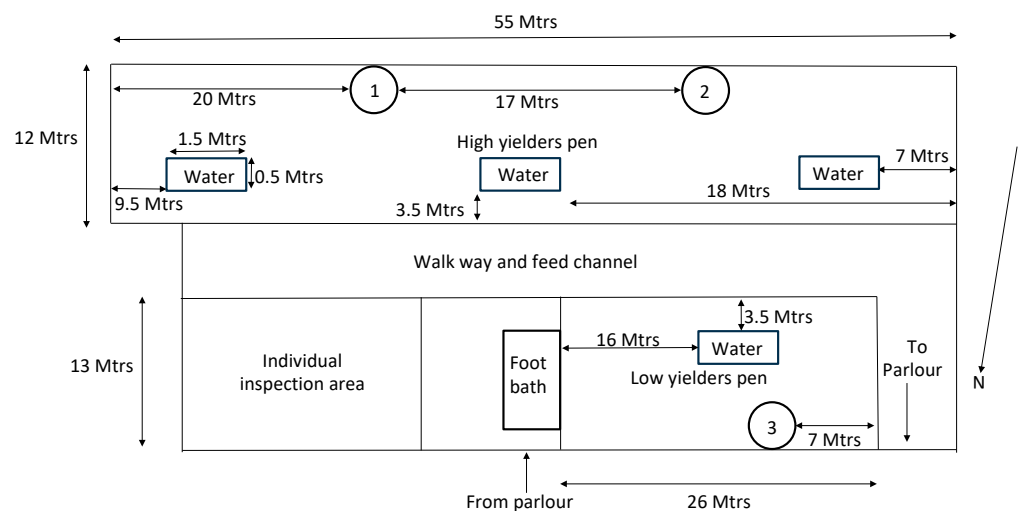 55 Mtrs
20 Mtrs
1
17 Mtrs
2
12 Mtrs
1.5 Mtrs
High yielders pen
7 Mtrs
Water
0.5 Mtrs
Water
Water
9.5 Mtrs
3.5 Mtrs
18 Mtrs
Walk way and feed channel
3.5 Mtrs
13 Mtrs
Individual
inspection area
Foot
bath
16 Mtrs
Water
Low yielders pen
To
Parlour
N
3
7 Mtrs
From parlour
26 Mtrs